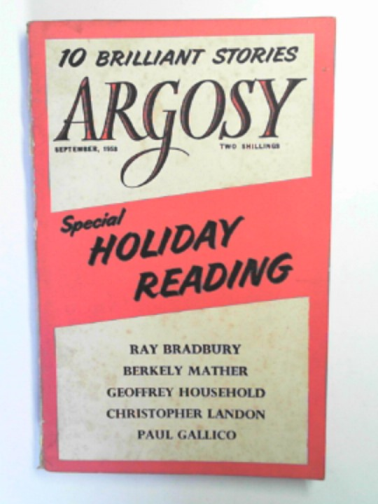 10 BRILLIANT STORIES
ARGOSY
SEPTEMBER, 1958 TWO SHILLINGS
Special
HOLIDAY
READING
RAY BRADBURY
BERKELY MATHER
GEOFFREY HOUSEHOLD
CHRISTOPHER LANDON
PAUL GALLICO